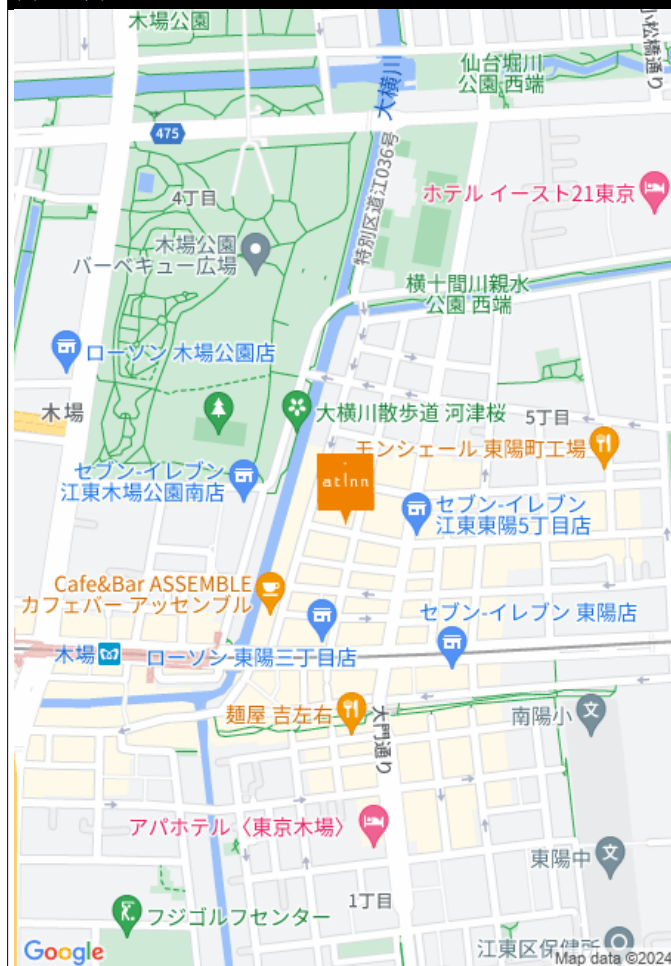 木場公園
小松橋通り
仙台堀川
公園 西端
大横川
475
特別区道江036号
ホテル イースト21東京
4丁目
木場公園
バーベキュー広場
横十間川親水
公園 西端
ローソン 木場公園店
木場
大横川散歩道 河津桜
5丁目
モンシェール 東陽町工場
セブン-イレブン
江東木場公園南店
atInn
セブン-イレブン
江東東陽5丁目店
Cafe&Bar ASSEMBLE
カフェバー アッセンブル
セブン-イレブン 東陽店
木場
ローソン 東陽三丁目店
麺屋 吉左右
大門通り
南陽小
文
アパホテル〈東京木場〉
東陽中
文
1丁目
フジゴルフセンター
江東区保健所
Google
Map data ©2024